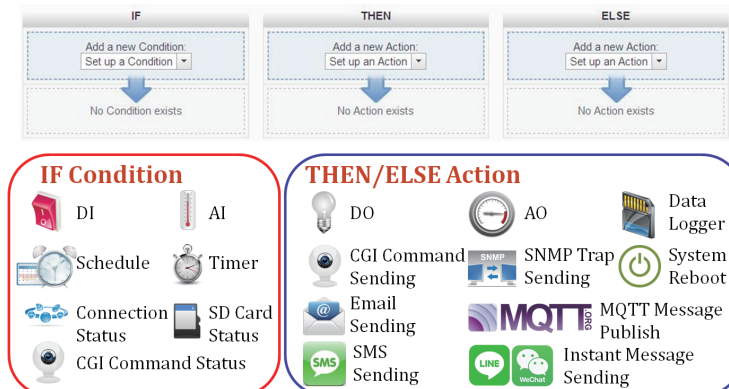 IF
THEN
ELSE
Add a new Condition:
Set up a Condition
Add a new Action:
Set up an Action
Add a new Action:
Set up an Action
No Condition exists
No Action exists
No Action exists
IF Condition
DI
AI
Schedule
Timer
Connection
Status
SD Card
Status
CGI Command Status
THEN/ELSE Action
DO
AO
Data
Logger
CGI Command
Sending
SNMP
SNMP Trap
Sending
System
Reboot
@
Email
Sending
MQTT.ORG
MQTT Message
Publish
SMS
SMS
Sending
LINE
WeChat
Instant Message
Sending